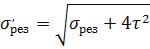 σ′рез = √(σрез + 4τ²)